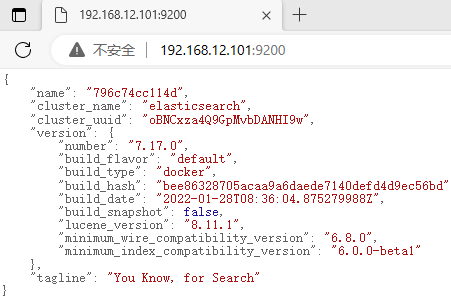 192.168.12.101:9200
不安全 192.168.12.101:9200
{
"name": "796c74cc114d",
"cluster_name": "elasticsearch",
"cluster_uuid": "oBNCxza4Q9GpMvbDANHI9w",
"version": {
"number": "7.17.0",
"build_flavor": "default",
"build_type": "docker",
"build_hash": "bee86328705acaa9a6daede7140defd4d9ec56bd",
"build_date": "2022-01-28T08:36:04.875279988Z",
"build_snapshot": false,
"lucene_version": "8.11.1",
"minimum_wire_compatibility_version": "6.8.0",
"minimum_index_compatibility_version": "6.0.0-beta1"
},
"tagline": "You Know, for Search"
}